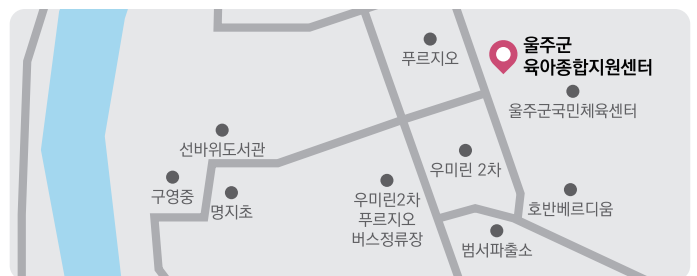 울주군
육아종합지원센터
푸르지오
울주군국민체육센터
선바위도서관
우미린 2차
구영중
명지초
우미린2차
푸르지오
버스정류장
호반베르디움
범서파출소